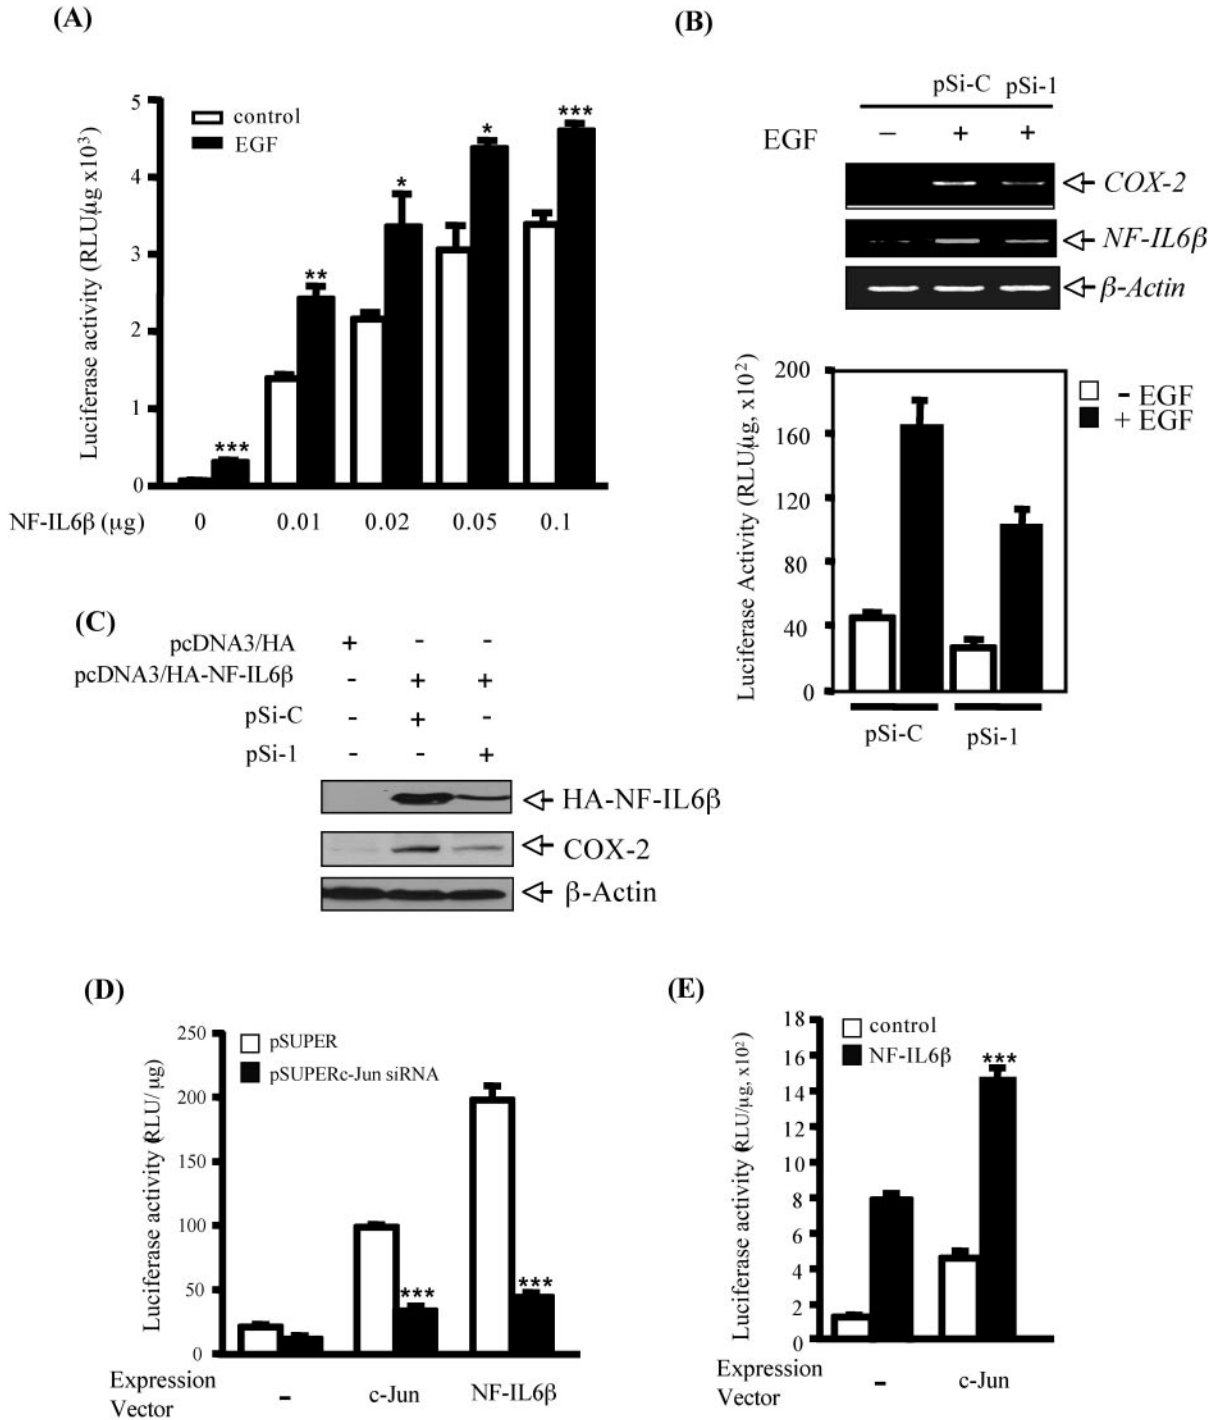 (A)
5
4
3
2
1
0
Luciferase activity (RLU/µg x10³)
control
EGF
***
**
*
*
***
NF-IL6β (µg) 0 0.01 0.02 0.05 0.1
(B)
pSi-C pSi-1
EGF – + +
COX-2
NF-IL6β
β-Actin
200
160
120
80
40
0
Luciferase Activity (RLU/µg, x10²)
- EGF
+ EGF
pSi-C pSi-1
(C)
pcDNA3/HA + - -
pcDNA3/HA-NF-IL6β - + +
pSi-C - + -
pSi-1 - - +
HA-NF-IL6β
COX-2
β-Actin
(D)
250
200
150
100
50
0
Luciferase activity (RLU/ µg)
pSUPER
pSUPERc-Jun siRNA
***
***
Expression
Vector
- c-Jun NF-IL6β
(E)
18
16
14
12
10
8
6
4
2
0
Luciferase activity (RLU/µg, x10²)
control
NF-IL6β
***
Expression
Vector
- c-Jun